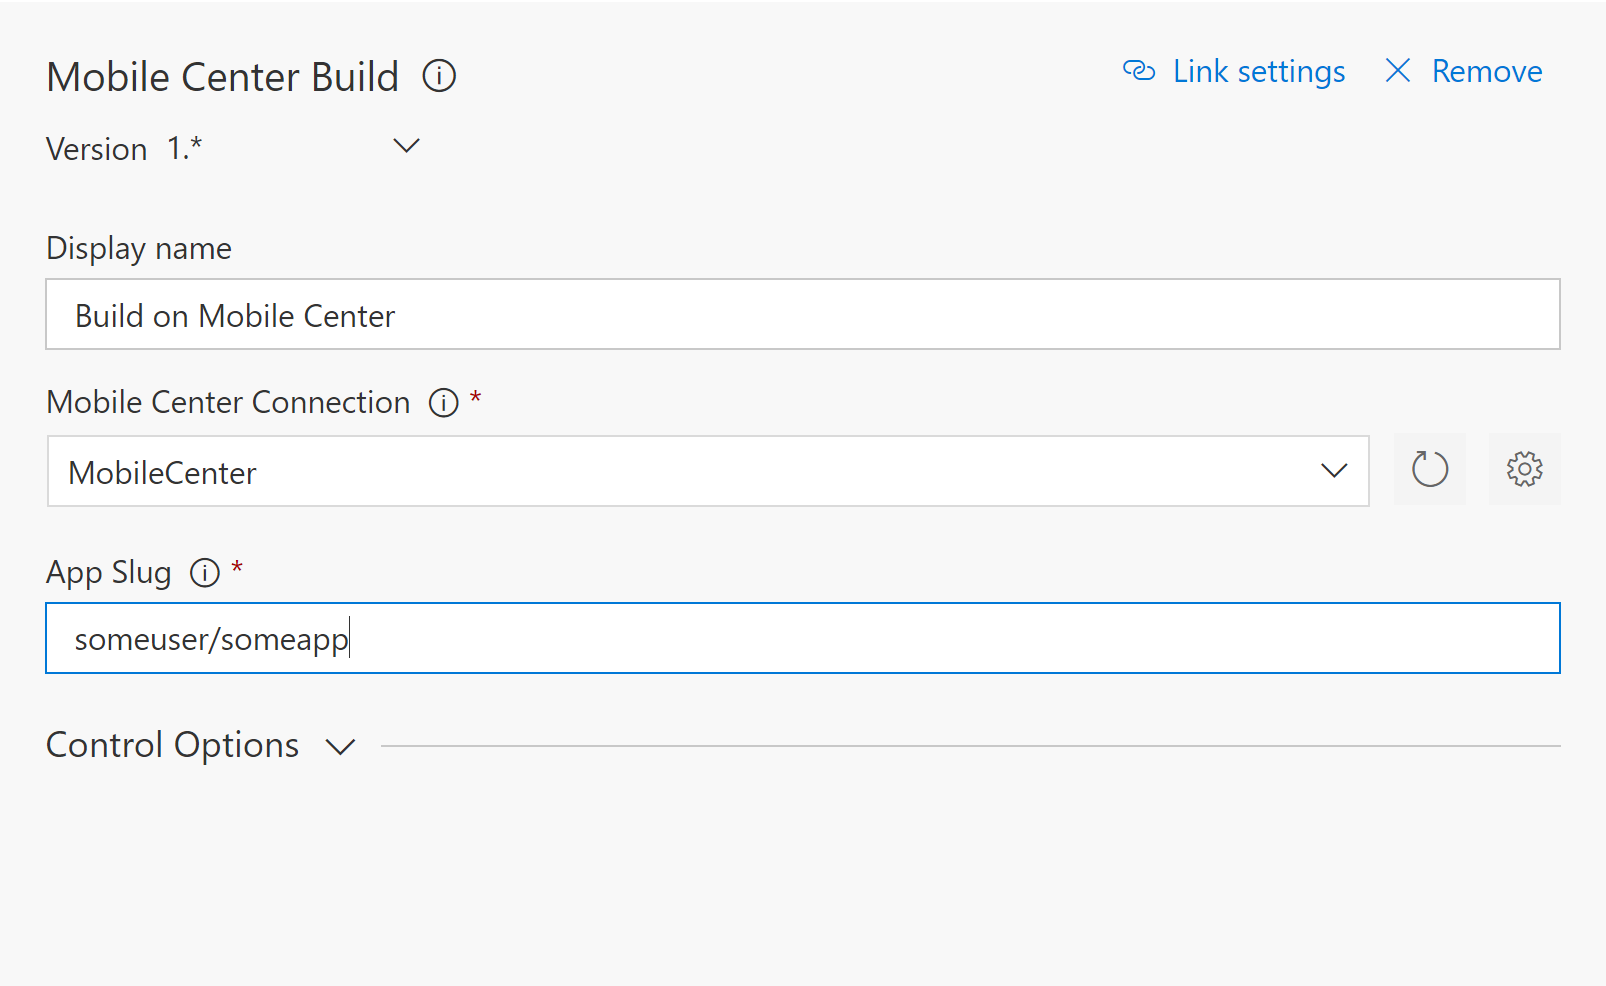 Mobile Center Build
Link settings
Remove
Version 1.*
Display name
Build on Mobile Center
Mobile Center Connection *
MobileCenter
App Slug *
someuser/someapp
Control Options